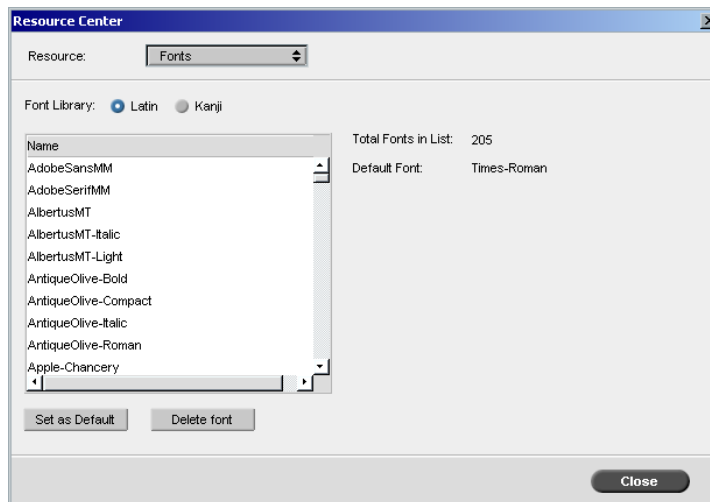 Resource Center
Resource: Fonts
Font Library: Latin Kanji
Name
AdobeSansMM
AdobeSerifMM
AlbertusMT
AlbertusMT-Italic
AlbertusMT-Light
AntiqueOlive-Bold
AntiqueOlive-Compact
AntiqueOlive-Italic
AntiqueOlive-Roman
Apple-Chancery
Total Fonts in List: 205
Default Font: Times-Roman
Set as Default Delete font
Close